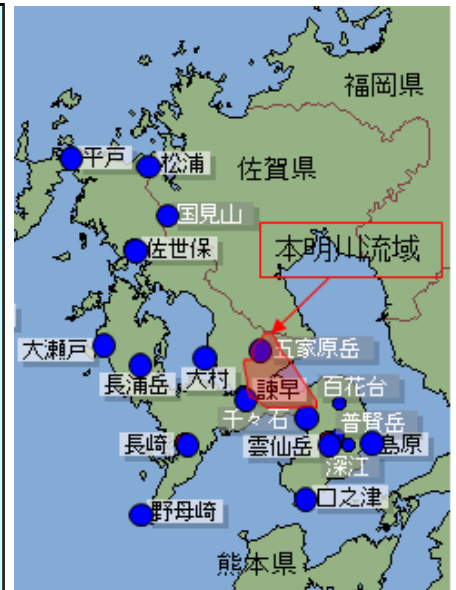 福岡県
平戸
松浦
佐賀県
国見山
佐世保
本明川流域
大瀬戸
長浦岳
大村
五家原岳
諫早
百花台
千々石
普賢岳
長崎
雲仙岳
島原
深江
口之津
野母崎
熊本県